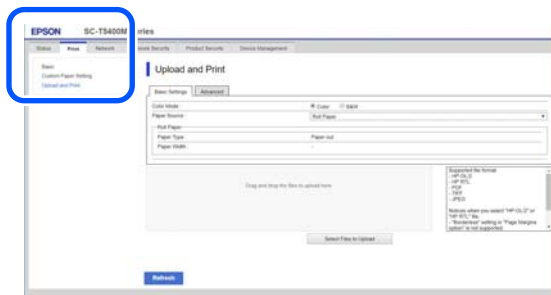 EPSON SC-T5400M Series
Status Print Network Network Security Product Security Device Management
Basic
Custom Paper Setting
Upload and Print
Upload and Print
Basic Settings Advanced
Color Mode : Color B&W
Paper Source : Roll Paper
Roll Paper
Paper Type : Paper out
Paper Width : -
Drag and drop the files to upload here.
Supported file format
- HP-GL/2
- HP RTL
- PDF
- TIFF
- JPEG
Notices when you select "HP-GL/2" or
"HP RTL" file.
- "Borderless" setting in "Page Margins
option" is not supported.
Select Files to Upload
Refresh